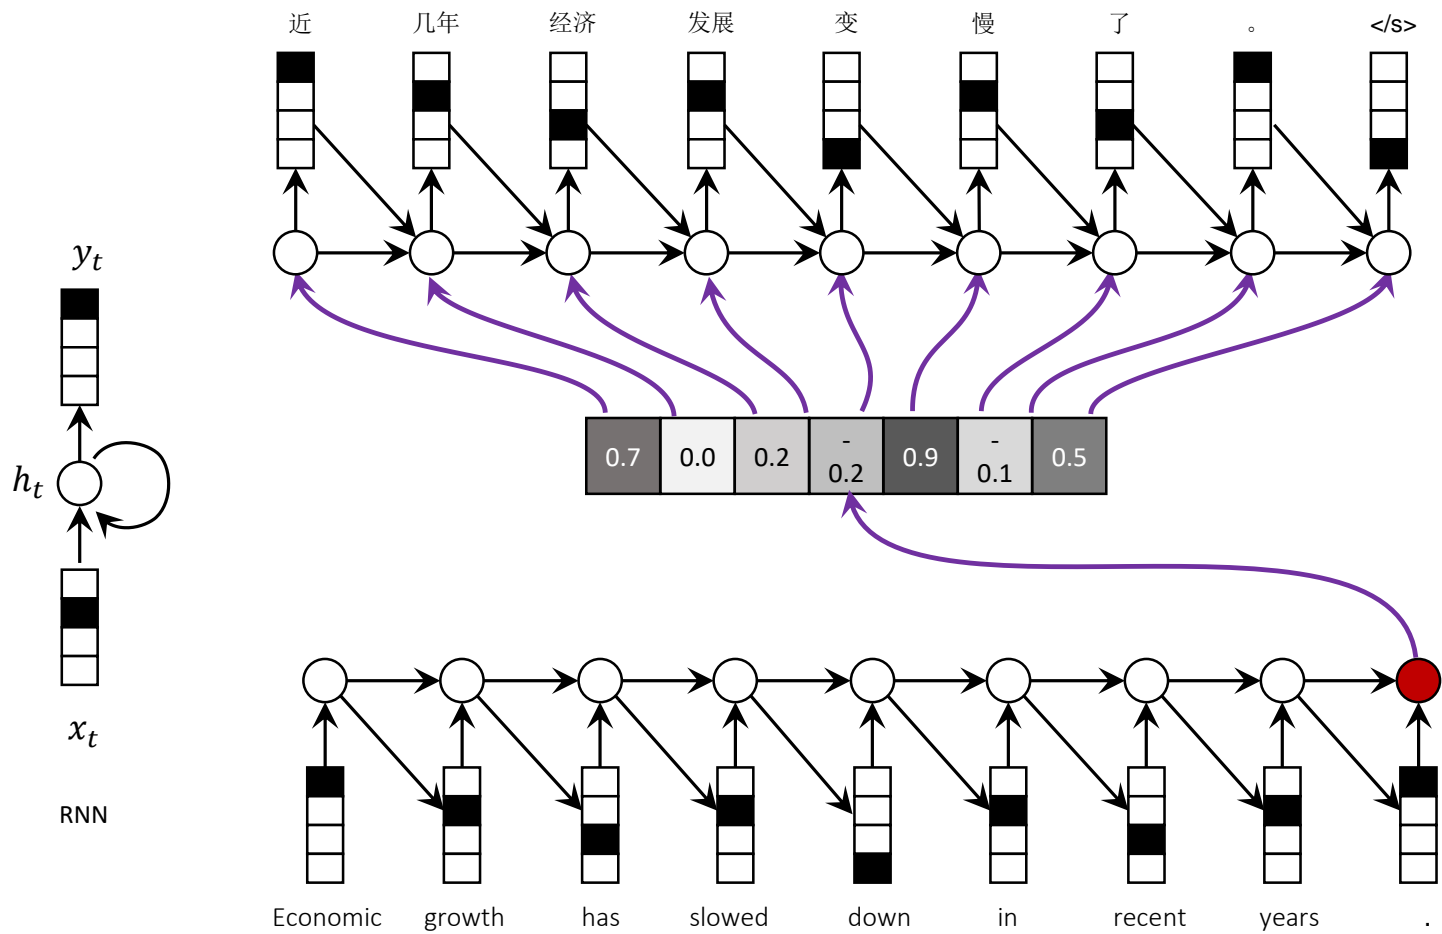 近 几年 经济 发展 变 慢 了 。 </s>
y_t
h_t
0.7 0.0 0.2 -0.2 0.9 -0.1 0.5
x_t
RNN
Economic growth has slowed down in recent years .